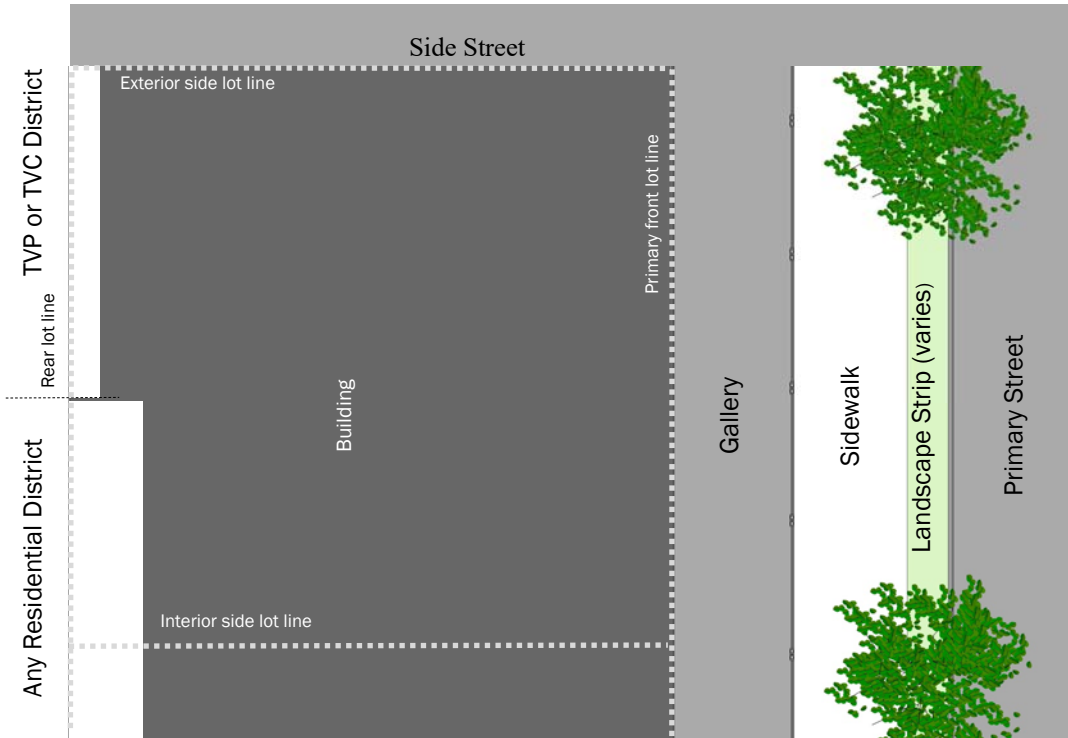 Side Street
Exterior side lot line
TVP or TVC District
Rear lot line
Primary front lot line
Building
Gallery
Sidewalk
Landscape Strip (varies)
Primary Street
Any Residential District
Interior side lot line